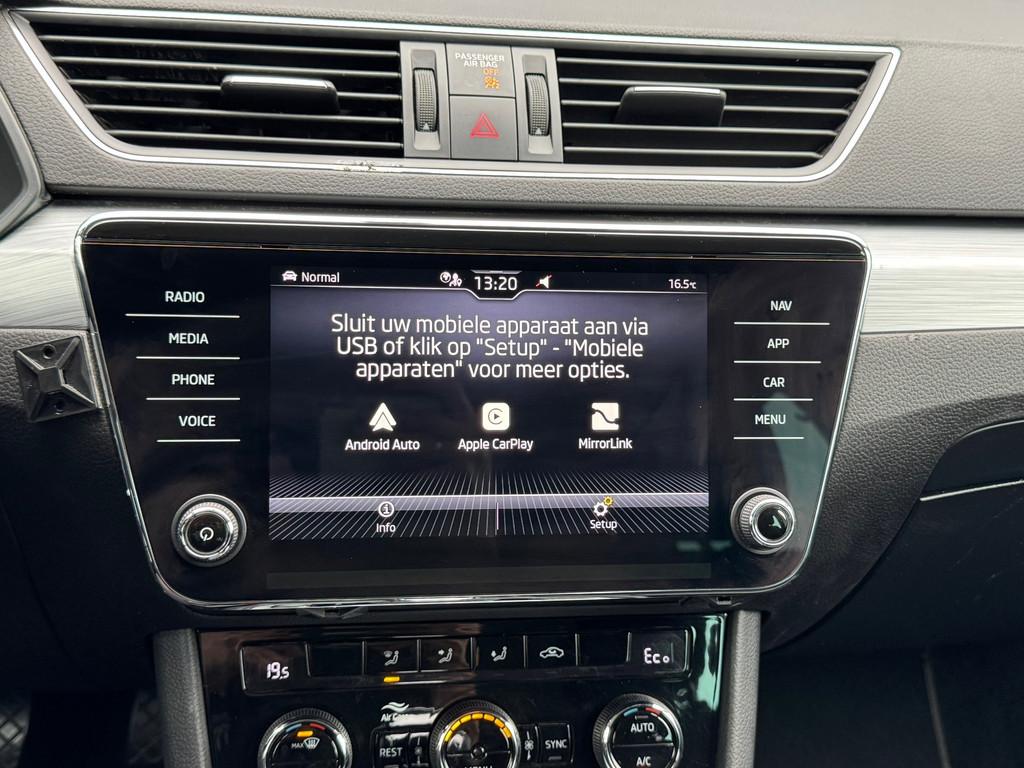 PASSENGER
AIR BAG
OFF
Normal
13:20
16.5°C
RADIO
MEDIA
PHONE
VOICE
Sluit uw mobiele apparaat aan via
USB of klik op "Setup" - "Mobiele
apparaten" voor meer opties.
Android Auto
Apple CarPlay
MirrorLink
Info
Setup
NAV
APP
CAR
MENU
19.5
Eco
MAX
REST
SYNC
AUTO
A/C
MENU